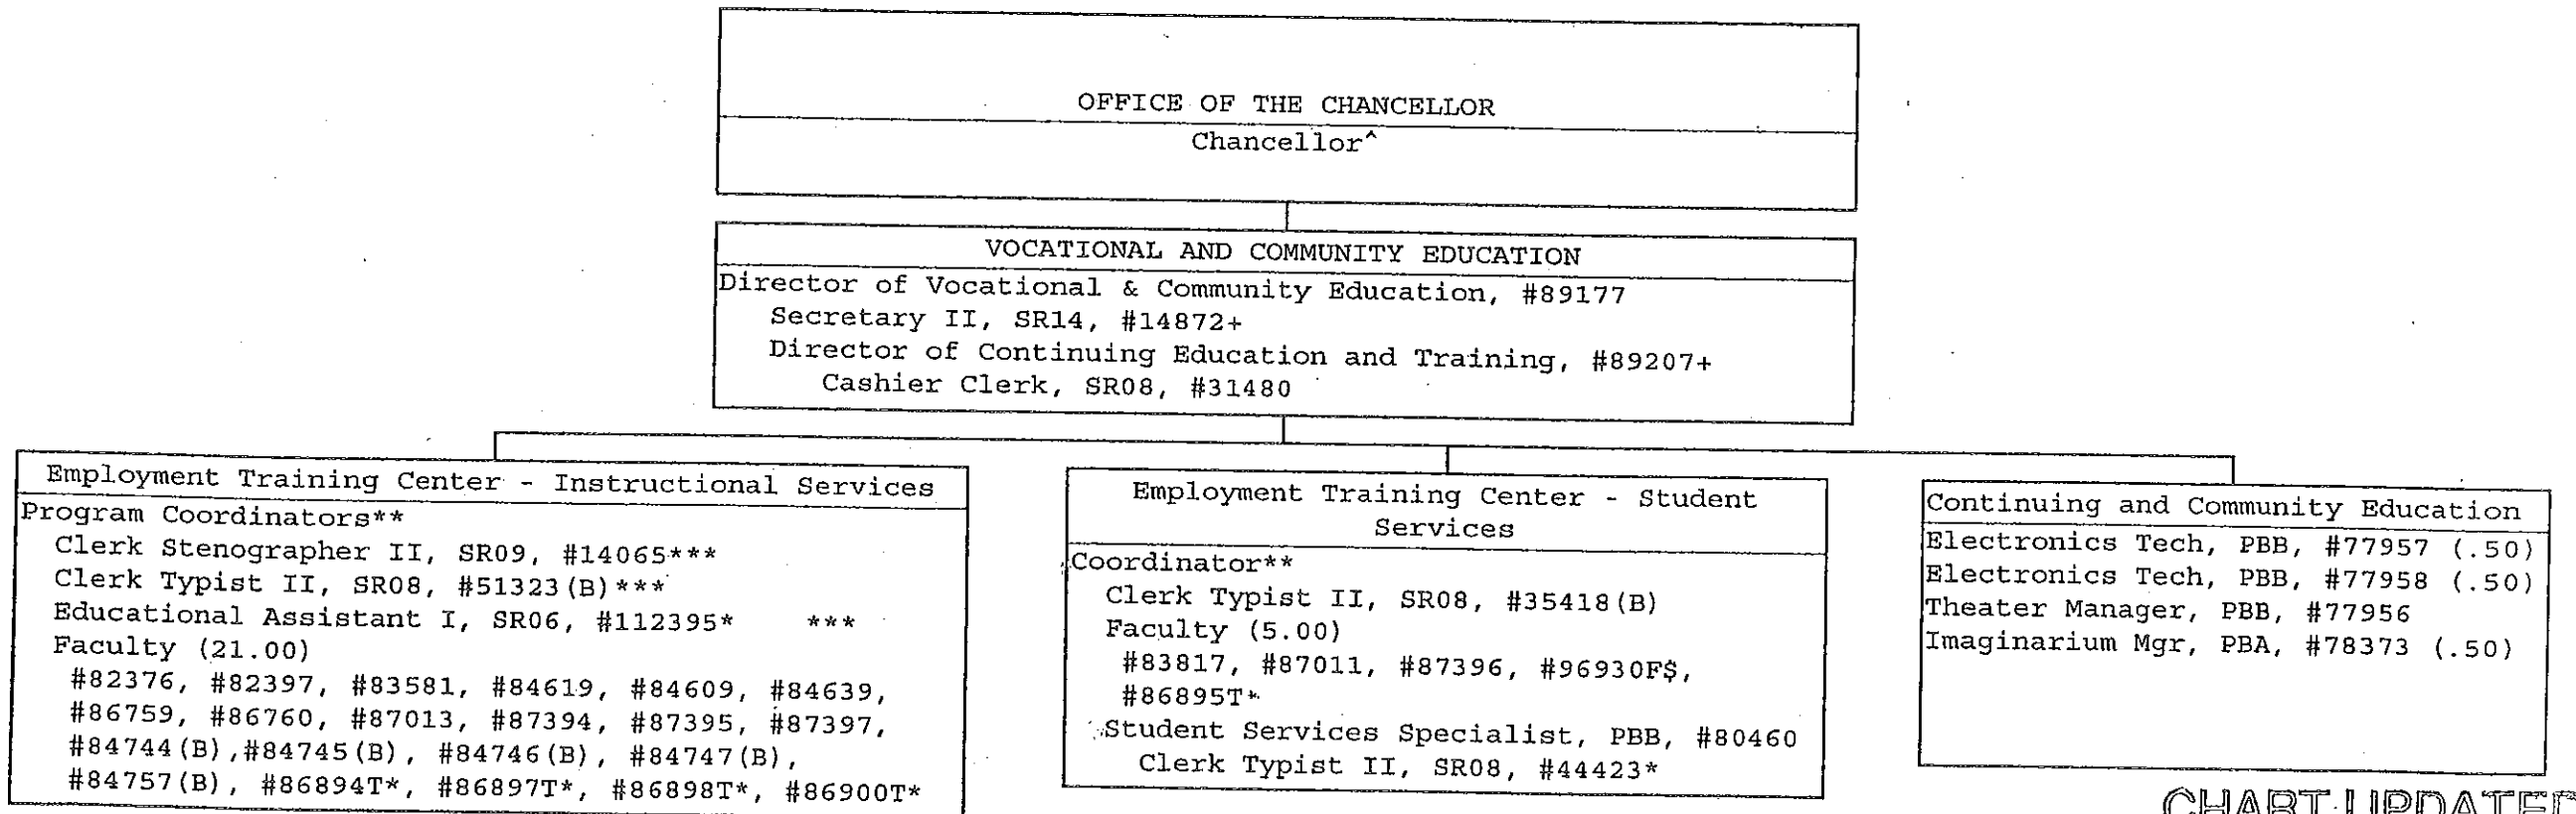 OFFICE OF THE CHANCELLOR
Chancellor^
VOCATIONAL AND COMMUNITY EDUCATION
Director of Vocational & Community Education, #89177
Secretary II, SR14, #14872+
Director of Continuing Education and Training, #89207+
Cashier Clerk, SR08, #31480
Employment Training Center - Instructional Services
Program Coordinators**
Clerk Stenographer II, SR09, #14065***
Clerk Typist II, SR08, #51323(B)***
Educational Assistant I, SR06, #112395* ***
Faculty (21.00)
#82376, #82397, #83581, #84619, #84609, #84639,
#86759, #86760, #87013, #87394, #87395, #87397,
#84744(B),#84745(B), #84746(B), #84747(B),
#84757(B), #86894T*, #86897T*, #86898T*, #86900T*
Employment Training Center - Student
Services
Coordinator**
Clerk Typist II, SR08, #35418(B)
Faculty (5.00)
#83817, #87011, #87396, #96930F$,
#86895T*
Student Services Specialist, PBB, #80460
Clerk Typist II, SR08, #44423*
Continuing and Community Education
Electronics Tech, PBB, #77957 (.50)
Electronics Tech, PBB, #77958 (.50)
Theater Manager, PBB, #77956
Imaginarium Mgr, PBA, #78373 (.50)
CHART UPDATED